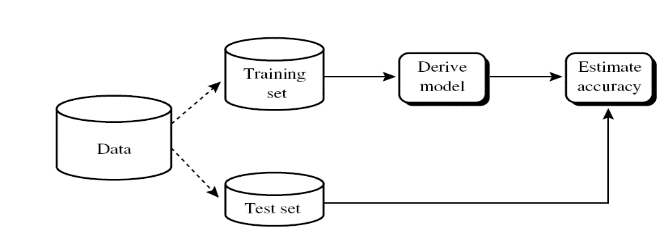 Data
Training
set
Derive
model
Estimate
accuracy
Test set